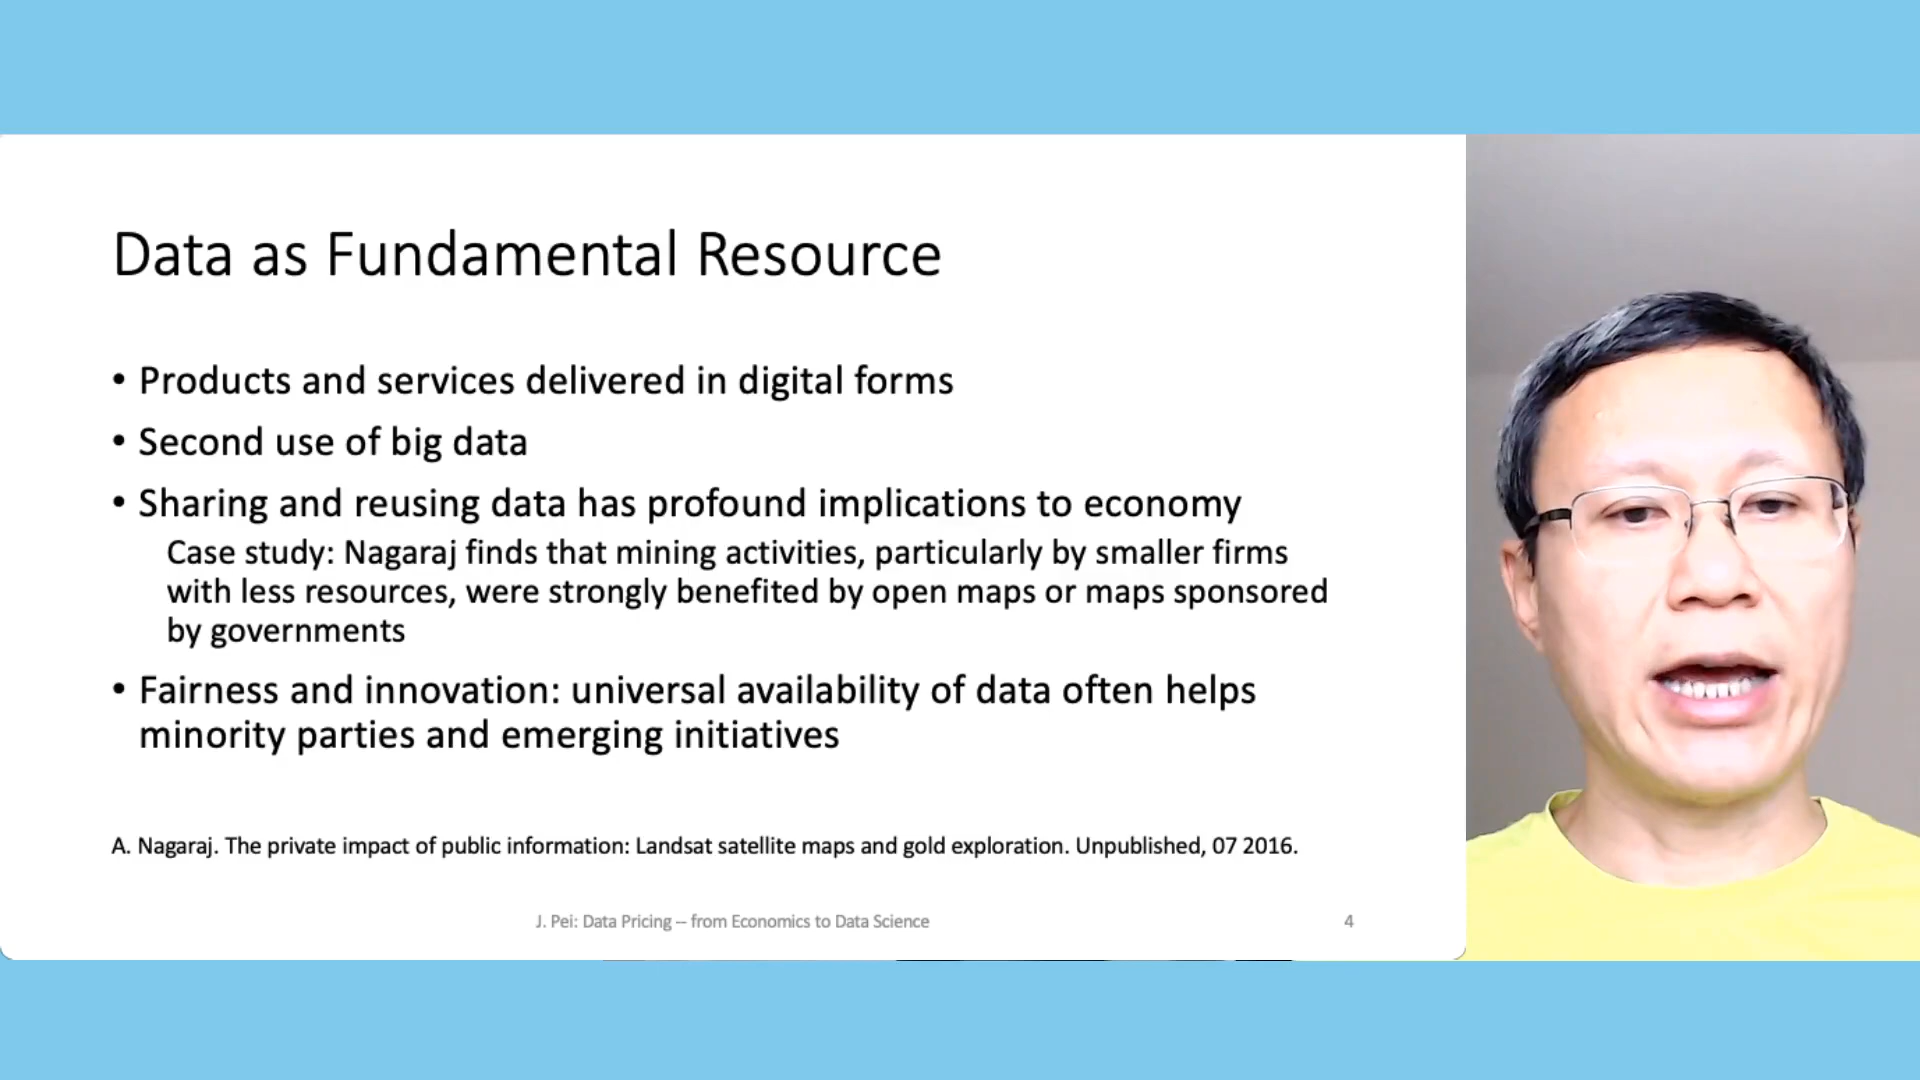 Data as Fundamental Resource
• Products and services delivered in digital forms
• Second use of big data
• Sharing and reusing data has profound implications to economy
Case study: Nagaraj finds that mining activities, particularly by smaller firms
with less resources, were strongly benefited by open maps or maps sponsored
by governments
• Fairness and innovation: universal availability of data often helps
minority parties and emerging initiatives
A. Nagaraj. The private impact of public information: Landsat satellite maps and gold exploration. Unpublished, 07 2016.
J. Pei: Data Pricing -- from Economics to Data Science
4